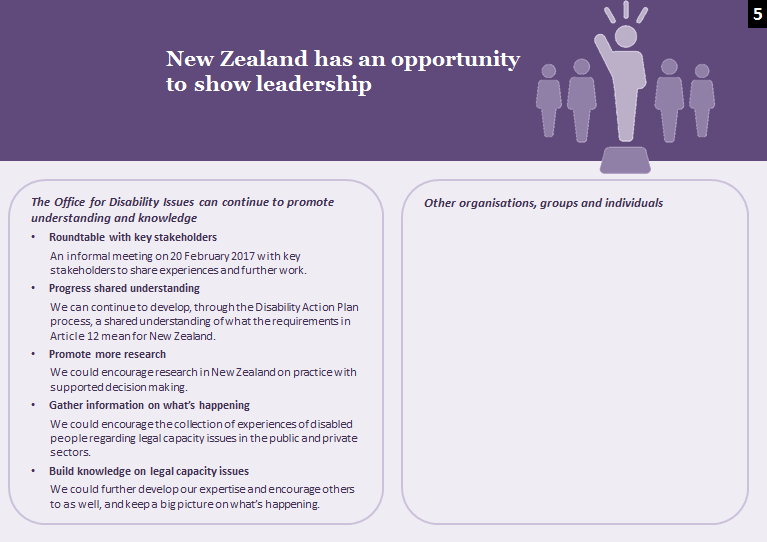 5
New Zealand has an opportunity
to show leadership
The Office for Disability Issues can continue to promote
understanding and knowledge
• Roundtable with key stakeholders
An informal meeting on 20 February 2017 with key
stakeholders to share experiences and further work.
• Progress shared understanding
We can continue to develop, through the Disability Action Plan
process, a shared understanding of what the requirements in
Article 12 mean for New Zealand.
• Promote more research
We could encourage research in New Zealand on practice with
supported decision making.
• Gather information on what's happening
We could encourage the collection of experiences of disabled
people regarding legal capacity issues in the public and private
sectors.
• Build knowledge on legal capacity issues
We could further develop our expertise and encourage others
to as well, and keep a big picture on what's happening.
Other organisations, groups and individuals